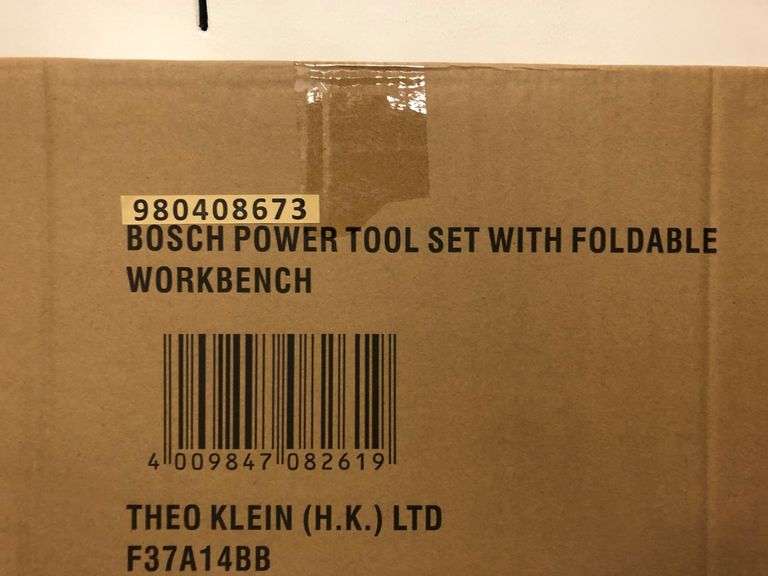 980408673
BOSCH POWER TOOL SET WITH FOLDABLE
WORKBENCH
4 009847 082619
THEO KLEIN (H.K.) LTD
F37A14BB